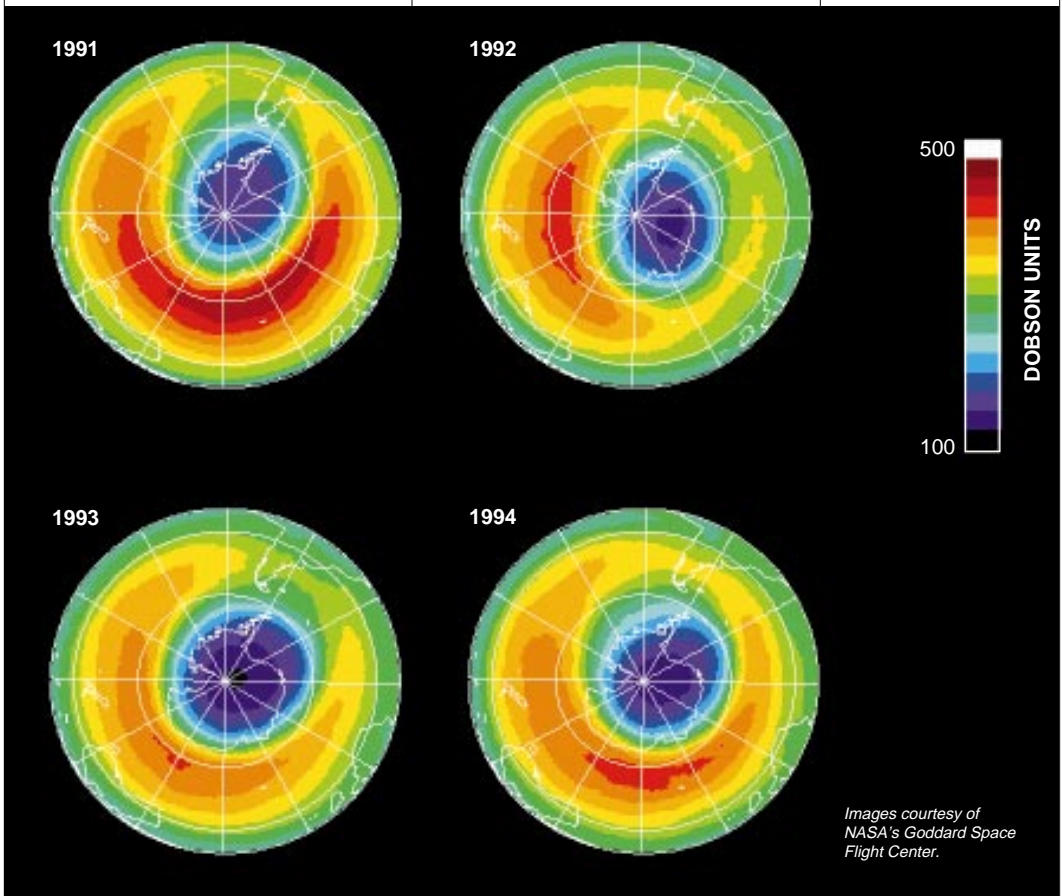 1991
1992
500
DOBSON UNITS
100
1993
1994
Images courtesy of
NASA's Goddard Space
Flight Center.